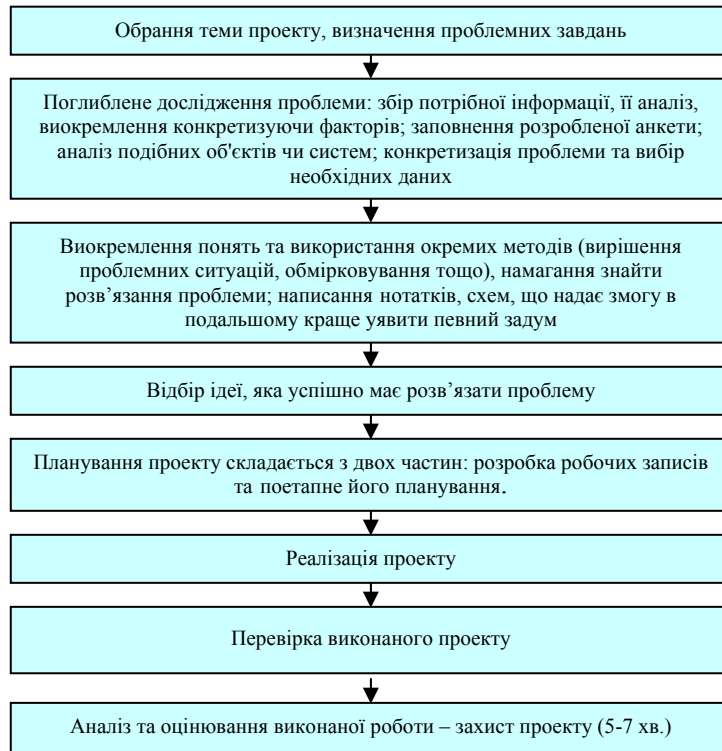 Обрання теми проекту, визначення проблемних завдань
Поглиблене дослідження проблеми: збір потрібної інформації, її аналіз,
виокремлення конкретизуючи факторів; заповнення розробленої анкети;
аналіз подібних об'єктів чи систем; конкретизація проблеми та вибір
необхідних даних
Виокремлення понять та використання окремих методів (вирішення
проблемних ситуацій, обмірковування тощо), намагання знайти
розв’язання проблеми; написання нотатків, схем, що надає змогу в
подальшому краще уявити певний задум
Відбір ідеї, яка успішно має розв’язати проблему
Планування проекту складається з двох частин: розробка робочих записів
та поетапне його планування.
Реалізація проекту
Перевірка виконаного проекту
Аналіз та оцінювання виконаної роботи – захист проекту (5-7 хв.)